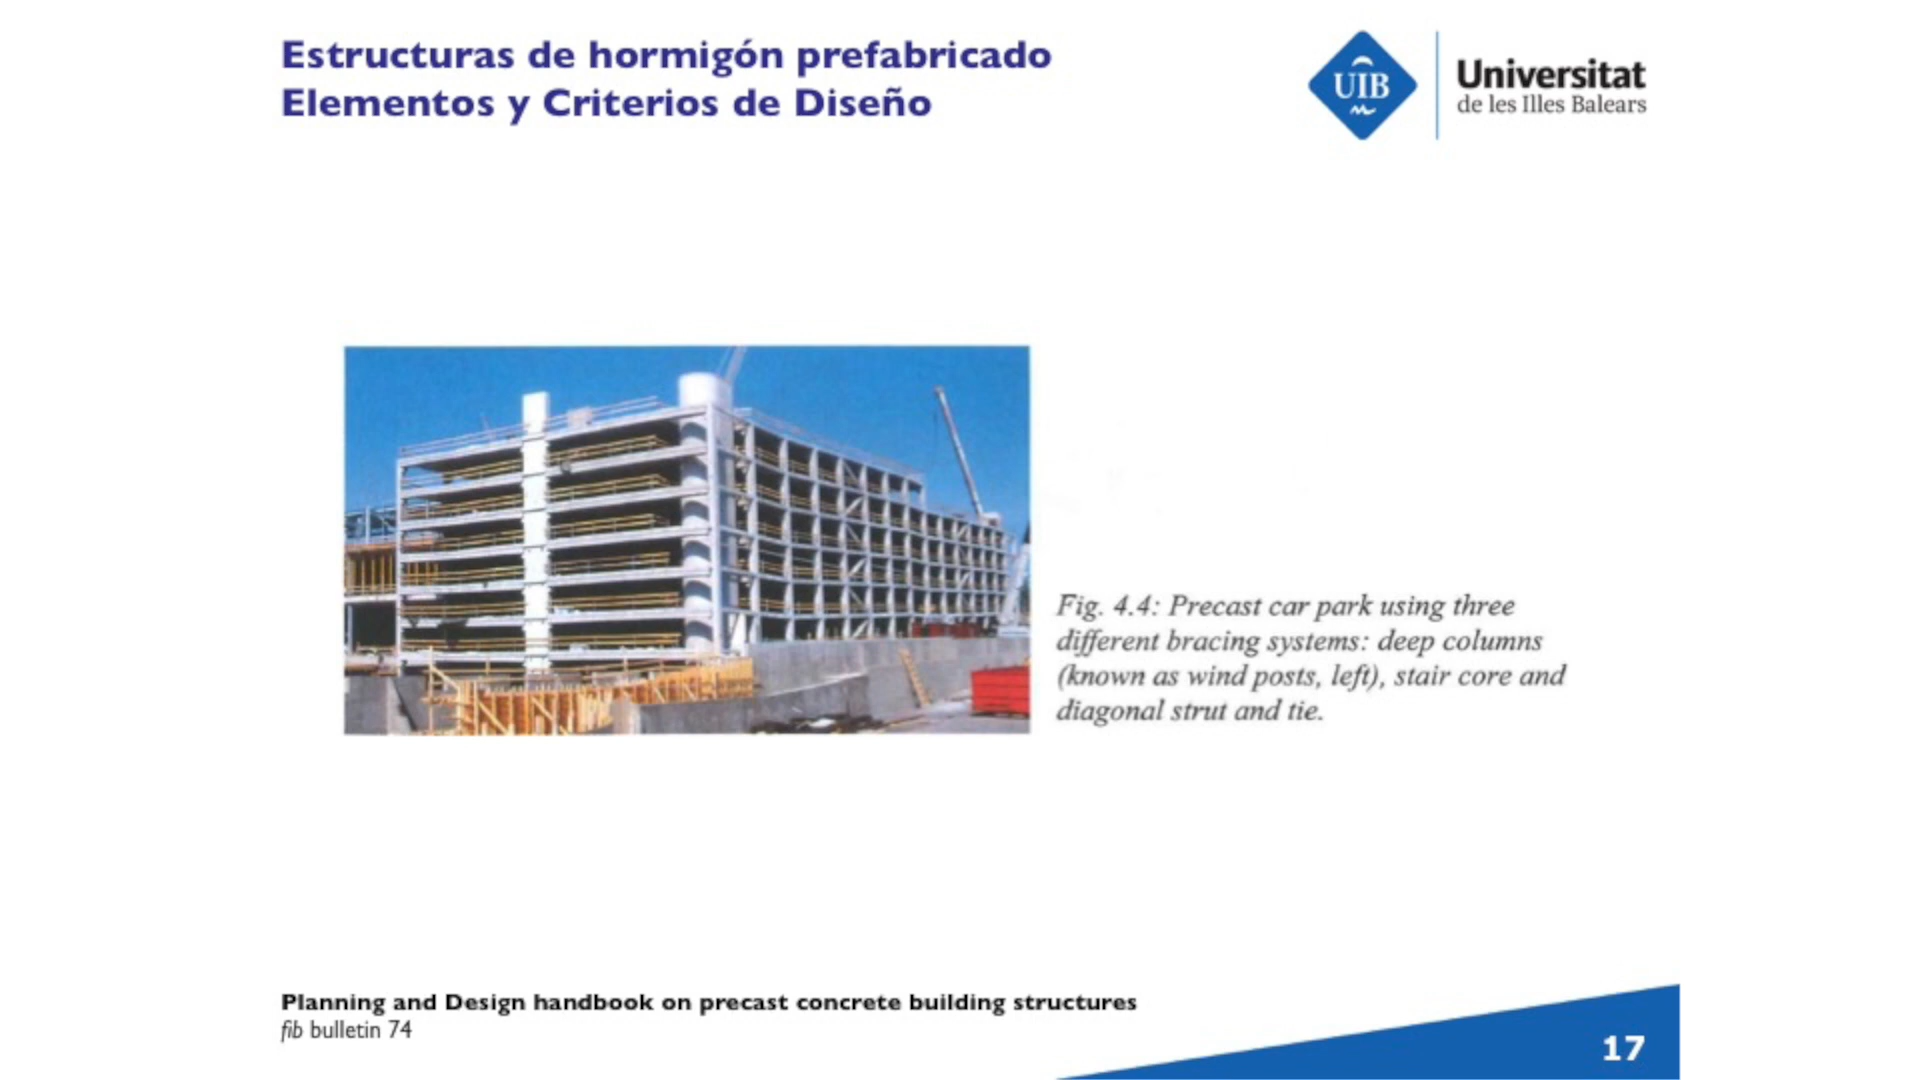 Estructuras de hormigón prefabricado
Elementos y Criterios de Diseño
UIB
Universitat
de les Illes Balears
Fig. 4.4: Precast car park using three
different bracing systems: deep columns
(known as wind posts, left), stair core and
diagonal strut and tie.
Planning and Design handbook on precast concrete building structures
fib bulletin 74
17